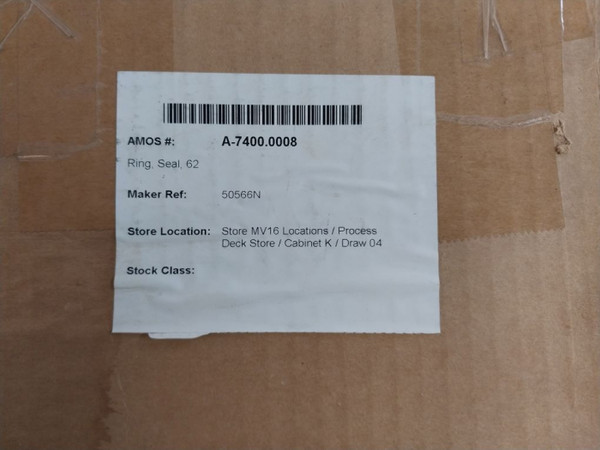 AMOS #: A-7400.0008
Ring, Seal, 62
Maker Ref: 50566N
Store Location: Store MV16 Locations / Process
Deck Store / Cabinet K / Draw 04
Stock Class: